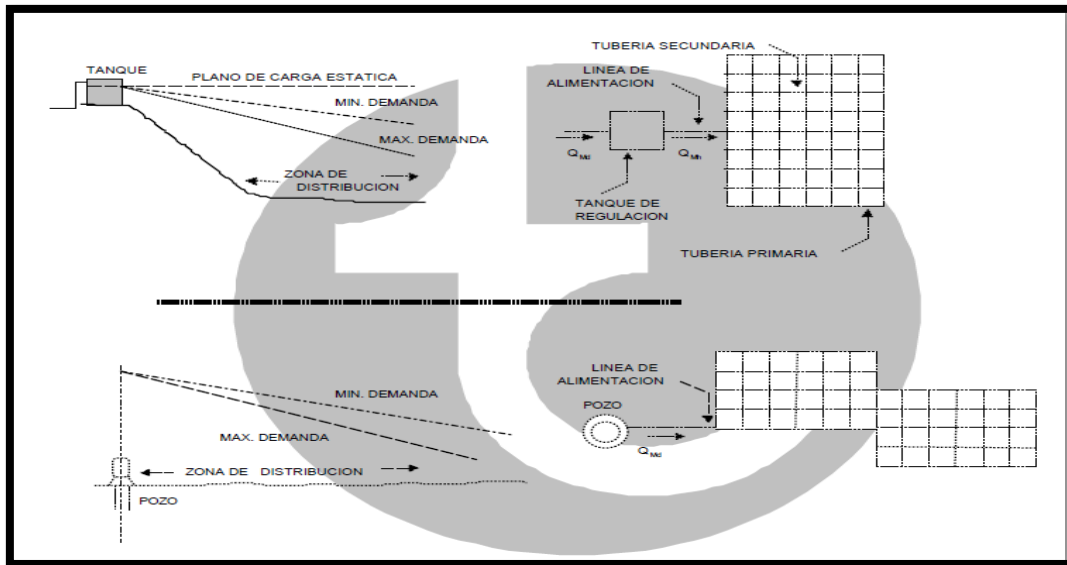 TANQUE
PLANO DE CARGA ESTATICA
MIN. DEMANDA
MAX. DEMANDA
ZONA DE
DISTRIBUCION
TUBERIA SECUNDARIA
LINEA DE
ALIMENTACION
Q Md
Q Mh
TANQUE DE
REGULACION
TUBERIA PRIMARIA
MIN. DEMANDA
MAX. DEMANDA
ZONA DE DISTRIBUCION
POZO
LINEA DE
ALIMENTACION
POZO
Q Md